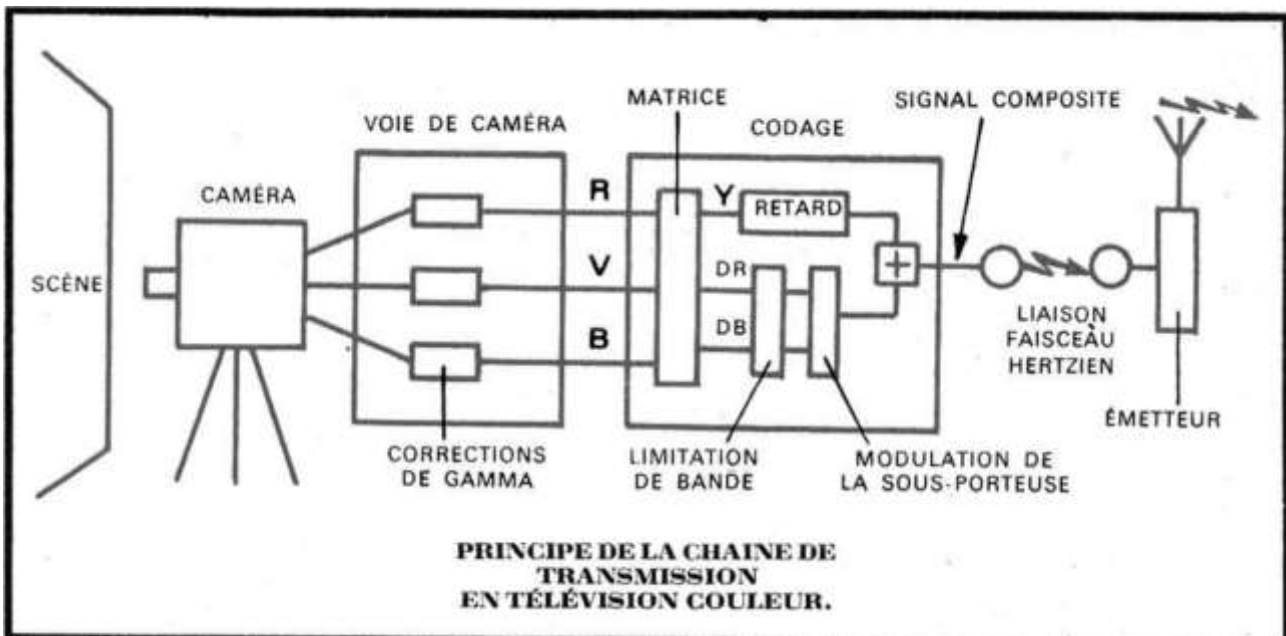 MATRICE
SIGNAL COMPOSITE
VOIE DE CAMÉRA
CODAGE
CAMÉRA
R
Y
RETARD
SCÈNE
V
DR
+
DB
B
LIAISON
FAISCEAU
HERTZIEN
ÉMETTEUR
CORRECTIONS
DE GAMMA
LIMITATION
DE BANDE
MODULATION DE
LA SOUS-PORTEUSE
PRINCIPE DE LA CHAINE DE
TRANSMISSION
EN TÉLÉVISION COULEUR.